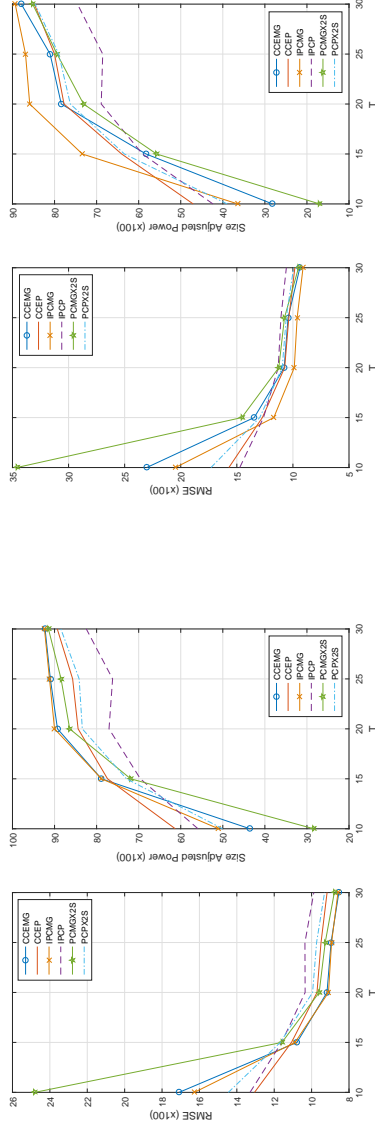 26
24
22
20
18
16
14
12
10
8
RMSE (x100)
10 15 20 25 30
T
CCEMG
CCEP
IPCMG
IPCP
PCMGX2S
PCPX2S
100
90
80
70
60
50
40
30
20
Size Adjusted Power (x100)
10 15 20 25 30
T
CCEMG
CCEP
IPCMG
IPCP
PCMGX2S
PCPX2S
35
30
25
20
15
10
5
RMSE (x100)
10 15 20 25 30
T
CCEMG
CCEP
IPCMG
IPCP
PCMGX2S
PCPX2S
90
80
70
60
50
40
30
20
10
Size Adjusted Power (x100)
10 15 20 25 30
T
CCEMG
CCEP
IPCMG
IPCP
PCMGX2S
PCPX2S